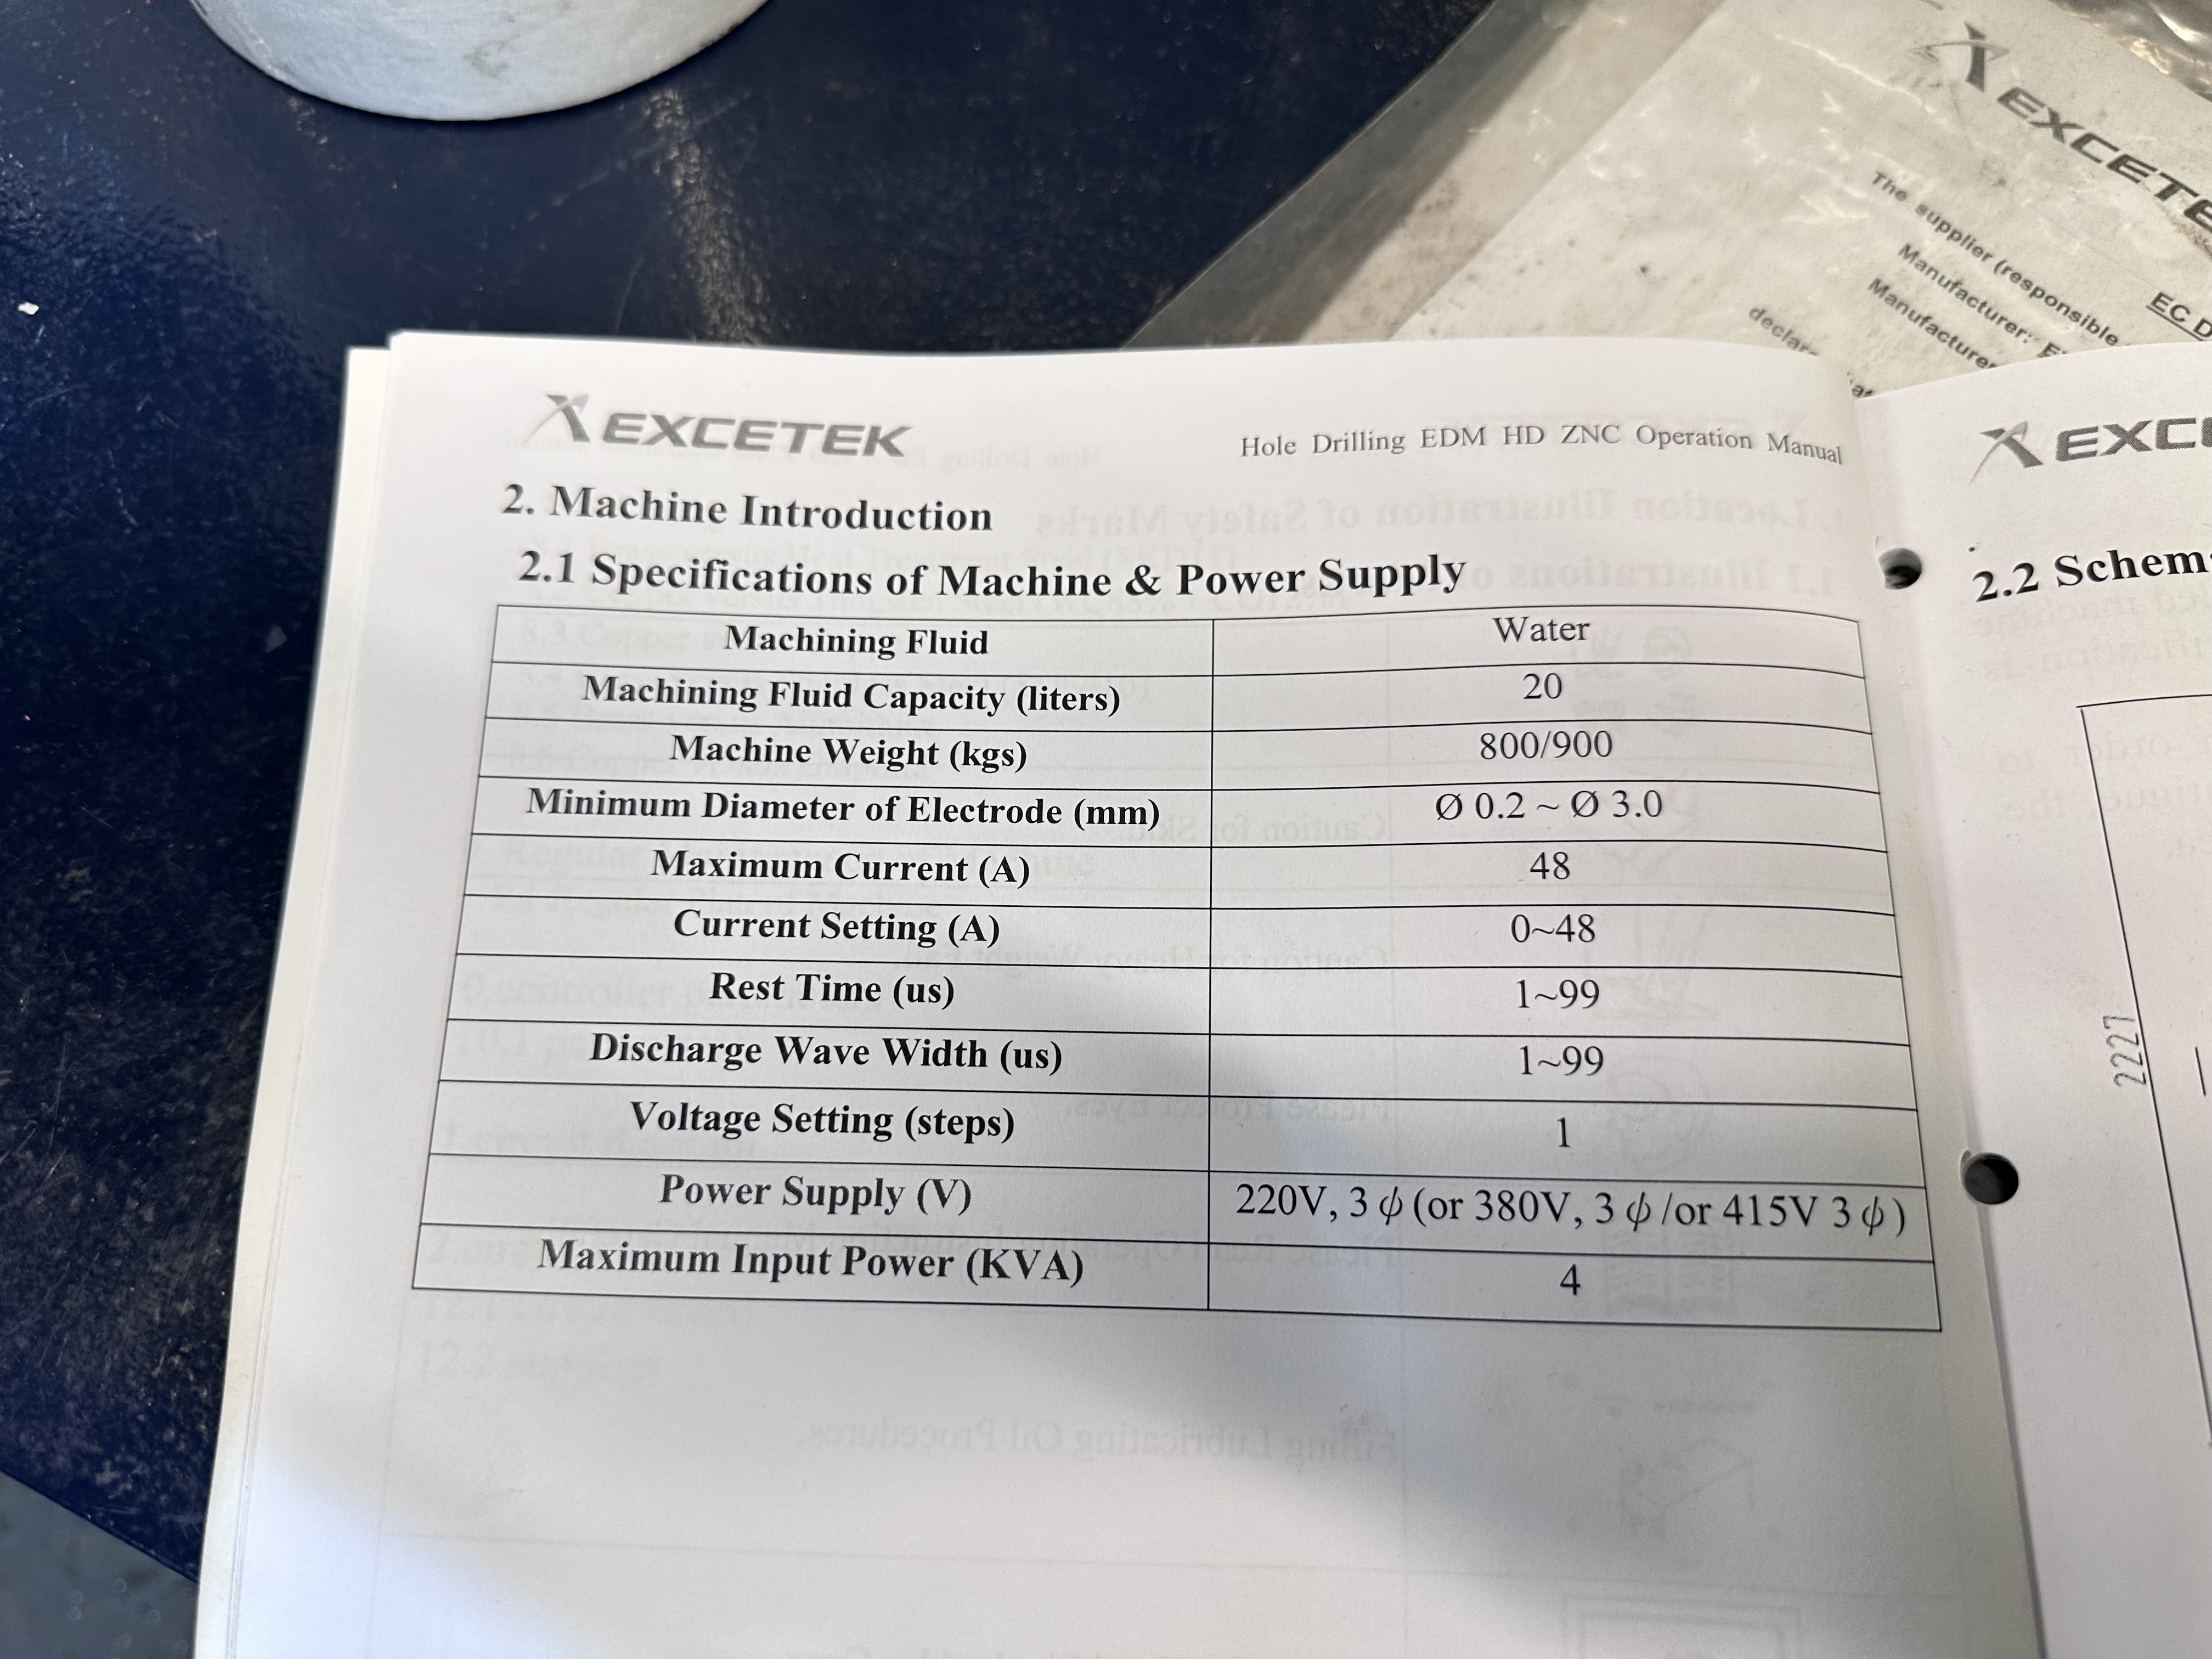 EXCETEK
The supplier (responsible
Manufacturer:
EC D
EXCETEK
Hole Drilling EDM HD ZNC Operation Manual
2. Machine Introduction
2.1 Specifications of Machine & Power Supply
Machining Fluid Water
Machining Fluid Capacity (liters) 20
Machine Weight (kgs) 800/900
Minimum Diameter of Electrode (mm) Ø 0.2 ~ Ø 3.0
Maximum Current (A) 48
Current Setting (A) 0~48
Rest Time (us) 1~99
Discharge Wave Width (us) 1~99
Voltage Setting (steps) 1
Power Supply (V) 220V, 3 ϕ (or 380V, 3 ϕ /or 415V 3 ϕ )
Maximum Input Power (KVA) 4
EXC
2.2 Schem
2227